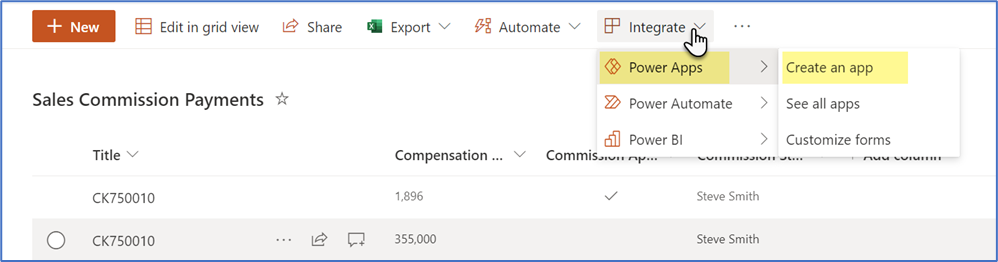 New Edit in grid view Share Export Automate Integrate ...
Power Apps Create an app
Sales Commission Payments Power Automate See all apps
Power BI Customize forms
Title Compensation ... Commission Ap... Commission St... Add column
CK750010 1,896 Steve Smith
CK750010 ... 355,000 Steve Smith